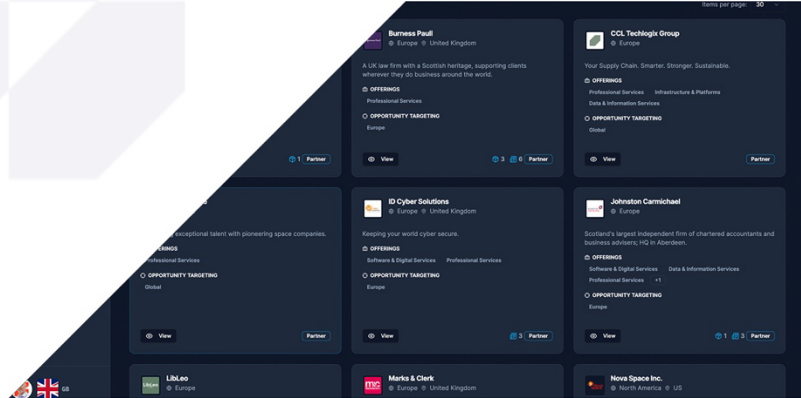 Items per page: 30
Burness Paull
Europe United Kingdom
A UK law firm with a Scottish heritage, supporting clients
wherever they do business around the world.
OFFERINGS
Professional Services
OPPORTUNITY TARGETING
Europe
View
3 6 Partner
CCL Techlogix Group
Europe
Your Supply Chain. Smarter. Stronger. Sustainable.
OFFERINGS
Professional Services Infrastructure & Platforms
Data & Information Services
OPPORTUNITY TARGETING
Global
View
Partner
1 Partner
exceptional talent with pioneering space companies.
Professional Services
OPPORTUNITY TARGETING
Global
View
Partner
ID Cyber Solutions
Europe United Kingdom
Keeping your world cyber secure.
OFFERINGS
Software & Digital Services Professional Services
OPPORTUNITY TARGETING
Europe
View
3 Partner
Johnston Carmichael
Europe
Scotland's largest independent firm of chartered accountants and
business advisers; HQ in Aberdeen.
OFFERINGS
Software & Digital Services Data & Information Services
Professional Services +1
OPPORTUNITY TARGETING
Europe
View
1 3 Partner
LibLeo
Europe
Marks & Clerk
Europe United Kingdom
Nova Space Inc.
North America US
GB